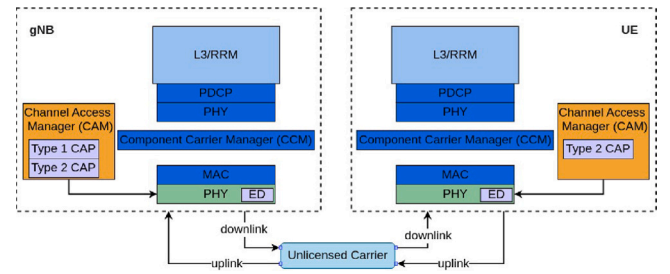 gNB
L3/RRM
PDCP
PHY
Channel Access
Manager (CAM)
Type 1 CAP
Type 2 CAP
Component Carrier Manager (CCM)
MAC
PHY
ED
UE
L3/RRM
PDCP
PHY
Channel Access
Manager (CAM)
Type 2 CAP
Component Carrier Manager (CCM)
MAC
PHY
ED
downlink
uplink
Unlicensed Carrier
downlink
uplink